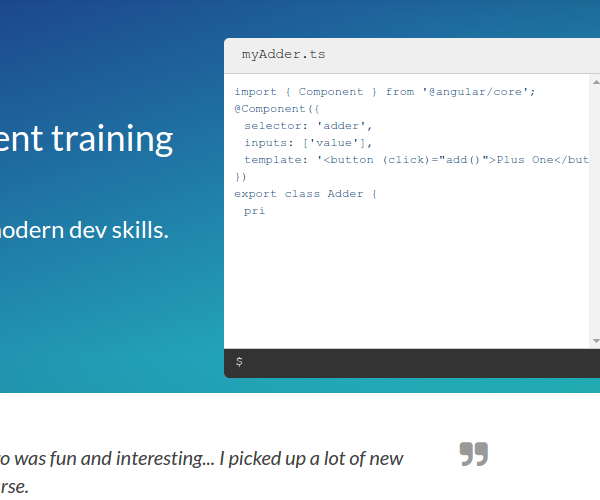 myAdder.ts
import { Component } from '@angular/core';
@Component({
selector: 'adder',
inputs: ['value'],
template: '<button (click)="add()">Plus One</but
})
export class Adder {
pri
$
ent training
odern dev skills.
o was fun and interesting... I picked up a lot of new
rse.